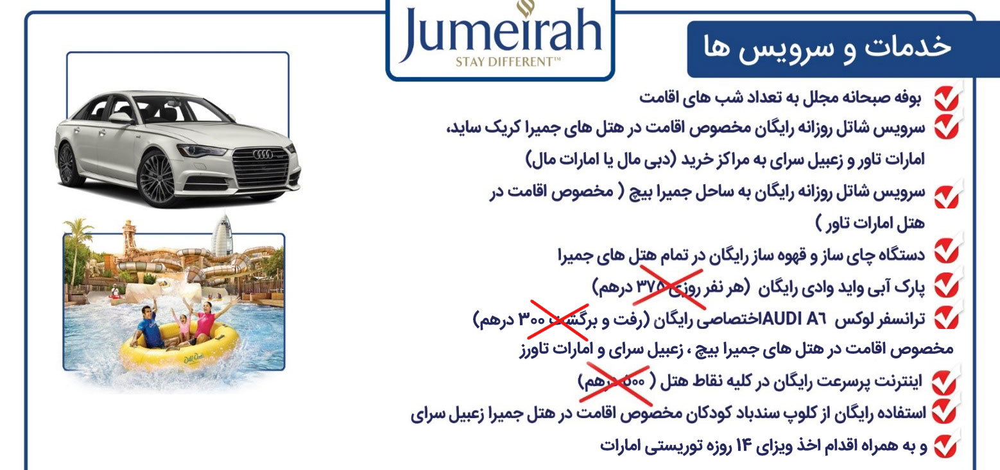 Jumeirah
STAY DIFFERENT™
خدمات و سرویس ها
بوفه صبحانه مجلل به تعداد شب های اقامت
سرویس شاتل روزانه رایگان مخصوص اقامت در هتل های جمیرا کریک ساید،
امارات تاور و زعبیل سرای به مراکز خرید (دبی مال یا امارات مال)
سرویس شاتل روزانه رایگان به ساحل جمیرا بیچ ( مخصوص اقامت در
هتل امارات تاور )
دستگاه چای ساز و قهوه ساز رایگان در تمام هتل های جمیرا
پارک آبی واید وادی رایگان (هر نفر روزی ۳۷۵ درهم)
ترانسفر لوکس AUDI A٦اختصاصی رایگان (رفت و برگشت ۳۰۰ درهم)
مخصوص اقامت در هتل های جمیرا بیچ ، زعبیل سرای و امارات تاورز
اینترنت پرسرعت رایگان در کلیه نقاط هتل ( ۵۰۰ درهم)
استفاده رایگان از کلوپ سندباد کودکان مخصوص اقامت در هتل جمیرا زعبیل سرای
و به همراه اقدام اخذ ویزای ۱۴ روزه توریستی امارات